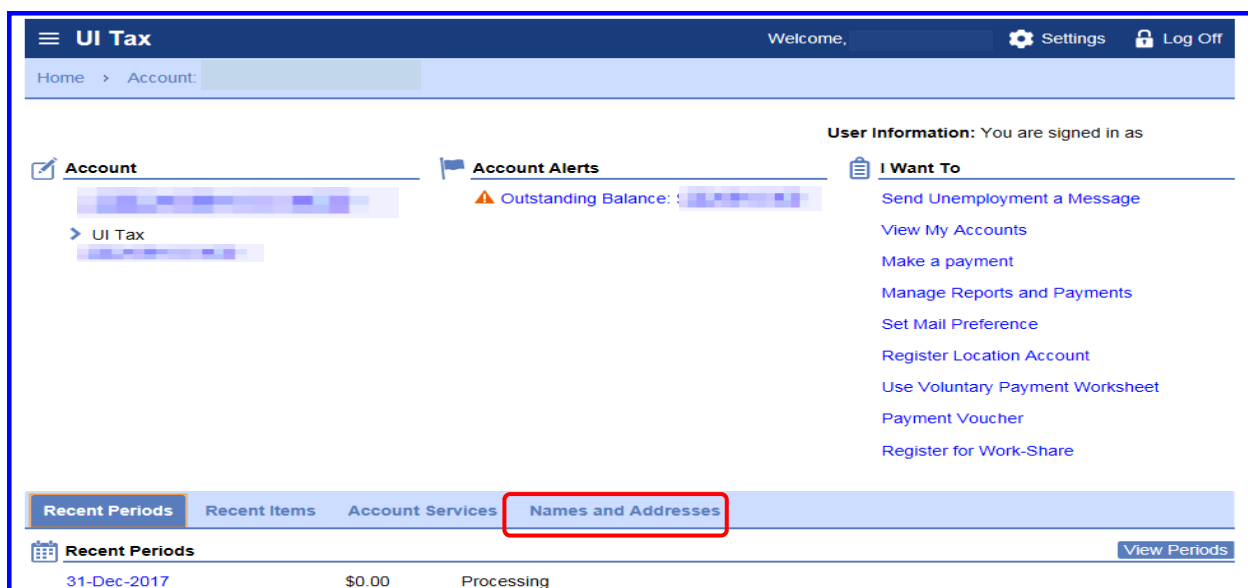 UI Tax Welcome, Settings Log Off
Home > Account:
User Information: You are signed in as
Account
UI Tax
Account Alerts
Outstanding Balance:
I Want To
Send Unemployment a Message
View My Accounts
Make a payment
Manage Reports and Payments
Set Mail Preference
Register Location Account
Use Voluntary Payment Worksheet
Payment Voucher
Register for Work-Share
Recent Periods Recent Items Account Services Names and Addresses
Recent Periods View Periods
31-Dec-2017 $0.00 Processing